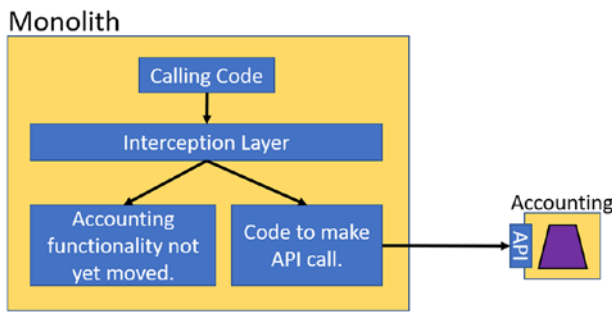 Monolith
Calling Code
Interception Layer
Accounting
functionality not
yet moved.
Code to make
API call.
Accounting
API